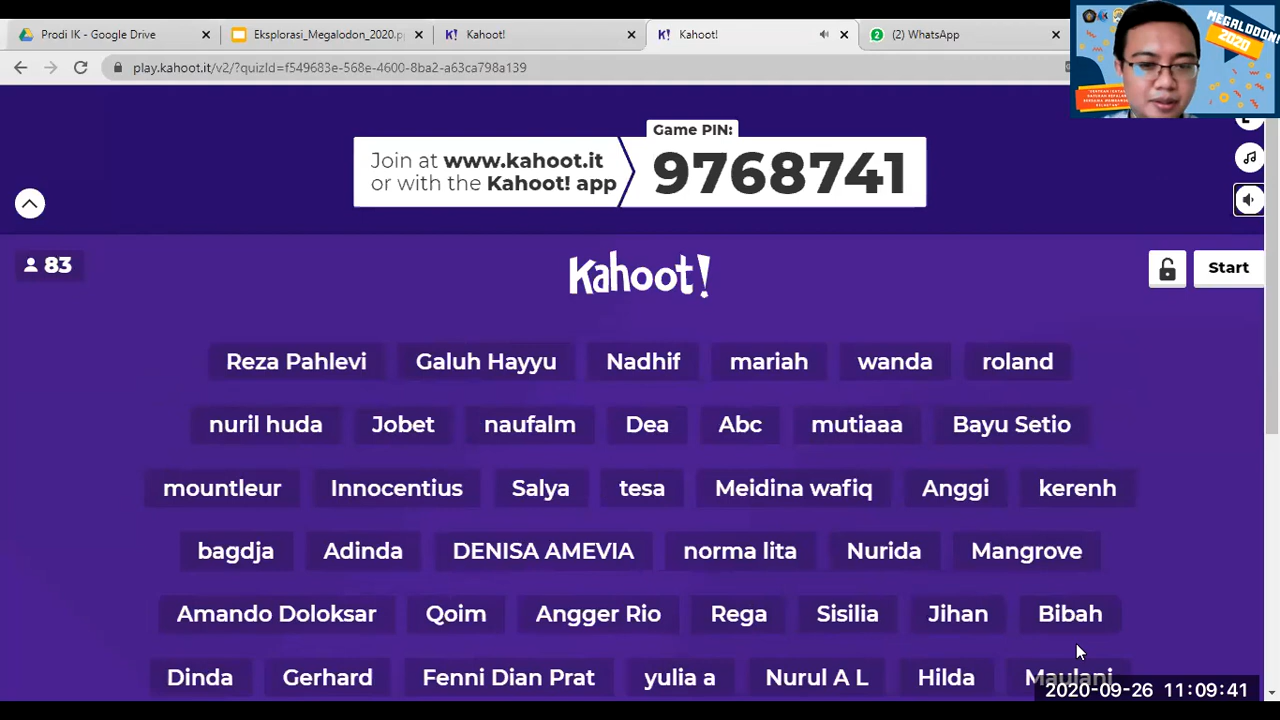 Prodi IK - Google Drive
Eksplorasi_Megalodon_2020.p
Kahoot!
Kahoot!
(2) WhatsApp
play.kahoot.it/v2/?quizId=f549683e-568e-4600-8ba2-a63ca798a139
MEGALODON!
2020
Game PIN:
Join at www.kahoot.it
or with the Kahoot! app
9768741
83
Kahoot!
Start
Reza Pahlevi Galuh Hayyu Nadhif mariah wanda roland
nuril huda Jobet naufalm Dea Abc mutiaaa Bayu Setio
mountleur Innocentius Salya tesa Meidina wafiq Anggi kerenh
bagdja Adinda DENISA AMEVIA norma lita Nurida Mangrove
Amando Doloksar Qoim Angger Rio Rega Sisilia Jihan Bibah
Dinda Gerhard Fenni Dian Prat yulia a Nurul A L Hilda Maulani
2020-09-26 11:09:41